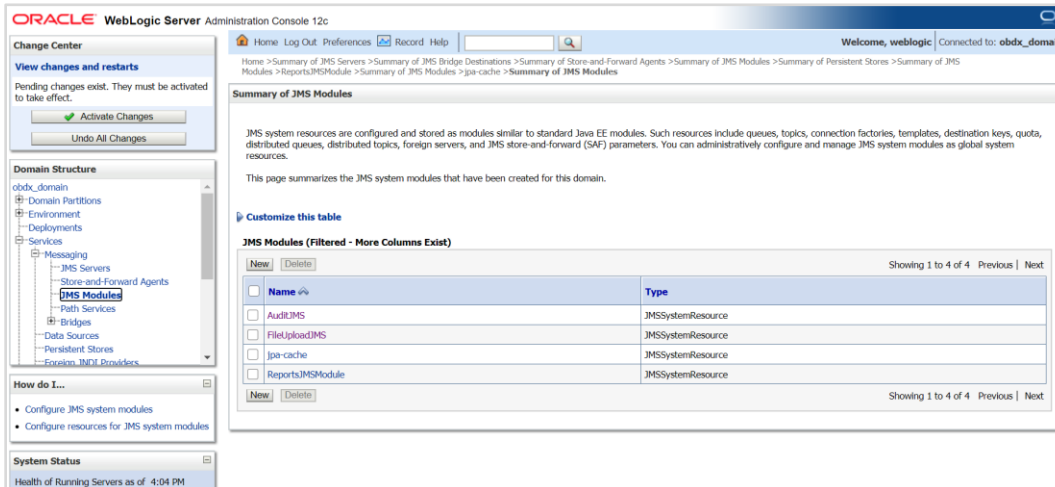 ORACLE WebLogic Server Administration Console 12c
Change Center
View changes and restarts
Pending changes exist. They must be activated
to take effect.
Activate Changes
Undo All Changes
Domain Structure
obdx_domain
Domain Partitions
Environment
Deployments
Services
Messaging
JMS Servers
Store-and-Forward Agents
JMS Modules
Path Services
Bridges
Data Sources
Persistent Stores
Foreign JNDI Providers
How do I...
Configure JMS system modules
Configure resources for JMS system modules
System Status
Health of Running Servers as of 4:04 PM
Home Log Out Preferences Record Help
Welcome, weblogic Connected to: obdx_domai
Home >Summary of JMS Servers >Summary of JMS Bridge Destinations >Summary of Store-and-Forward Agents >Summary of JMS Modules >Summary of Persistent Stores >Summary of JMS
Modules >ReportsJMSModule >Summary of JMS Modules >jpa-cache >Summary of JMS Modules
Summary of JMS Modules
JMS system resources are configured and stored as modules similar to standard Java EE modules. Such resources include queues, topics, connection factories, templates, destination keys, quota,
distributed queues, distributed topics, foreign servers, and JMS store-and-forward (SAF) parameters. You can administratively configure and manage JMS system modules as global system
resources.
This page summarizes the JMS system modules that have been created for this domain.
Customize this table
JMS Modules (Filtered - More Columns Exist)
New Delete Showing 1 to 4 of 4 Previous | Next
Name Type
AuditJMS JMSSystemResource
FileUploadJMS JMSSystemResource
jpa-cache JMSSystemResource
ReportsJMSModule JMSSystemResource
New Delete Showing 1 to 4 of 4 Previous | Next